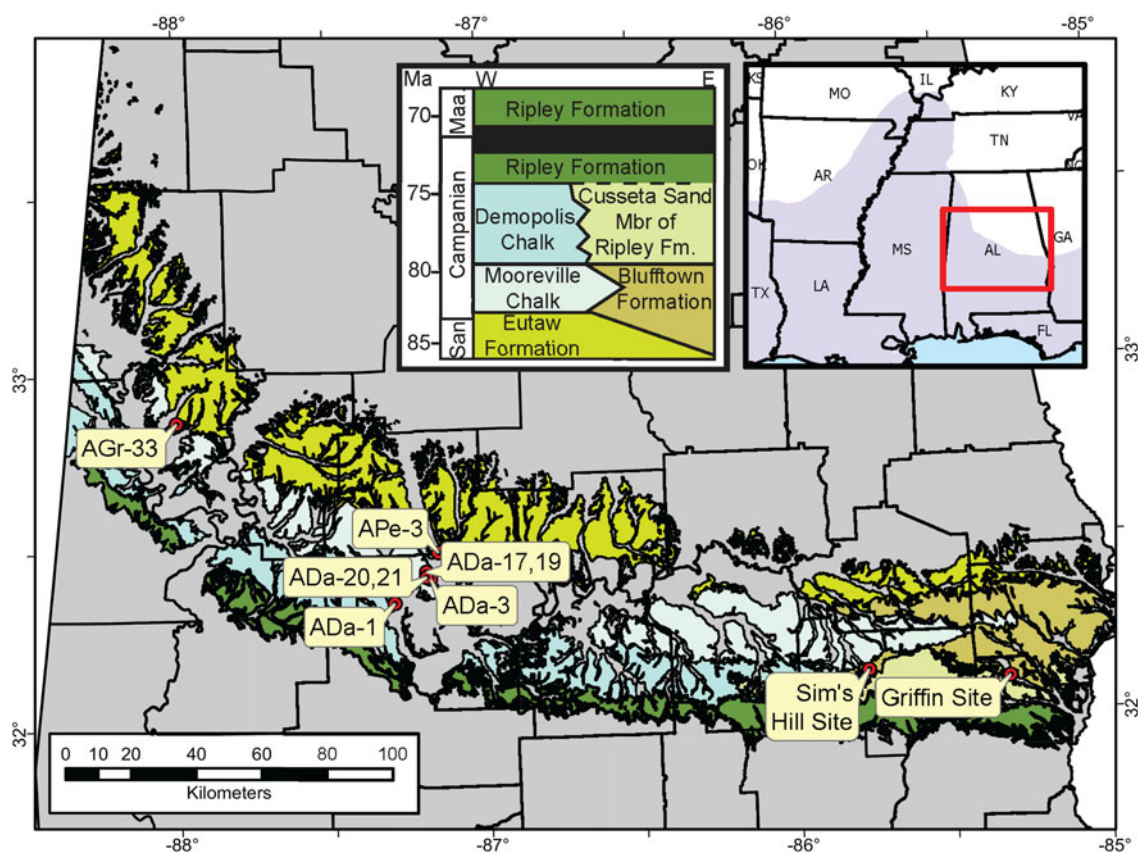 -88° -87° -86° -85°
Ma W E
70
75
80
85
Maa.
Campanian
San
Ripley Formation
Ripley Formation
Demopolis
Chalk
Cusseta Sand
Mbr of
Ripley Fm.
Mooreville
Chalk
Blufftown
Formation
Eutaw
Formation
KS
MO
IL
KY
VA
OK
AR
TN
NC
MS
AL
GA
TX
LA
FL
33°
33°
AGr-33
APe-3
ADa-17,19
ADa-20,21
ADa-3
ADa-1
Sim's
Hill Site
Griffin Site
32°
32°
0 10 20 40 60 80 100
Kilometers
-88° -87° -86° -85°